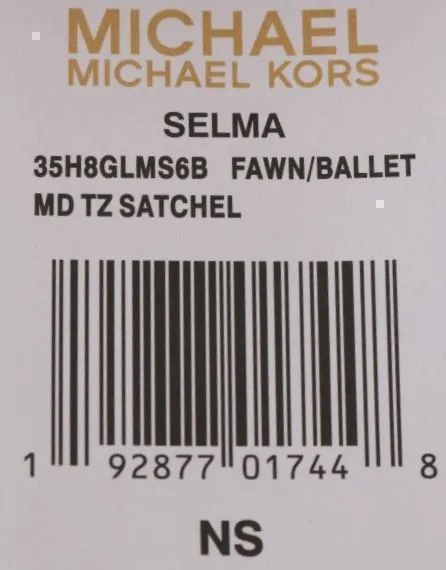 MICHAEL
MICHAEL KORS
SELMA
35H8GLMS6B FAWN/BALLET
MD TZ SATCHEL
1 92877 01744 8
NS